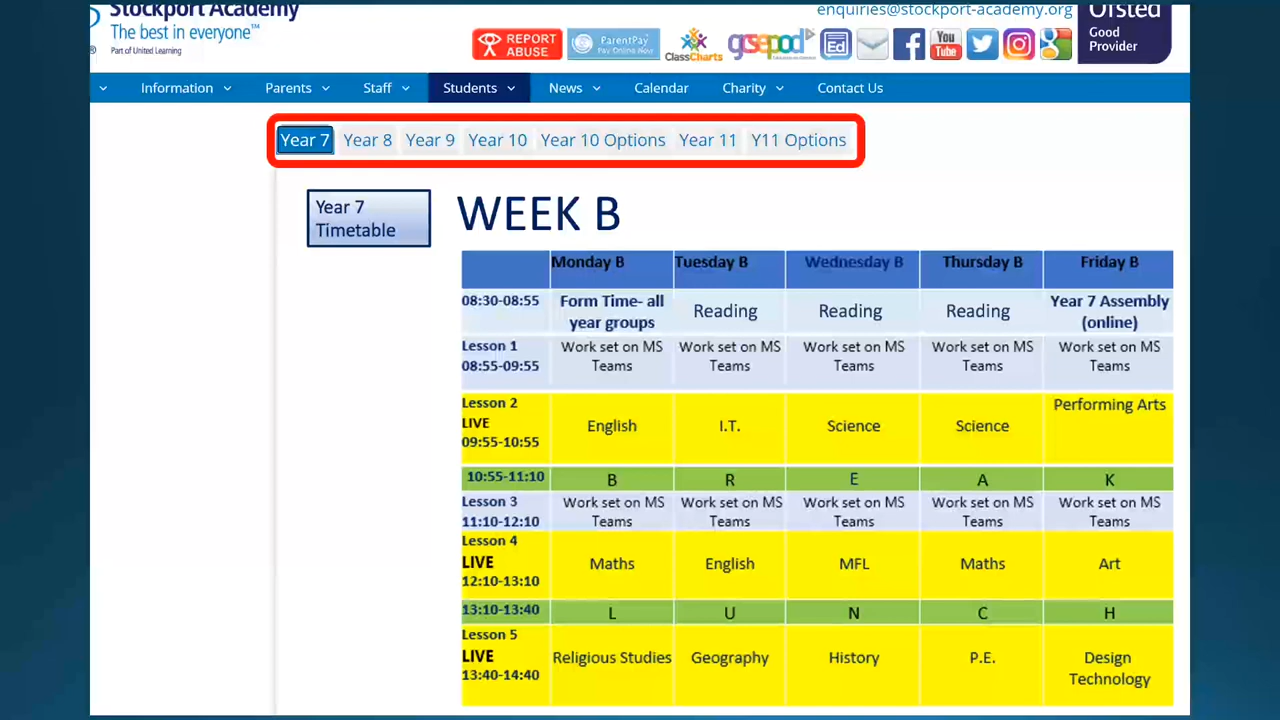 Stockport Academy
The best in everyone™
Part of United Learning
enquiries@stockport-academy.org
Ofsted
Good
Provider
REPORT
ABUSE
ParentPay
Pay Online Now
ClassCharts
gcsepod
You
Tube
Information Parents Staff Students News Calendar Charity Contact Us
Year 7 Year 8 Year 9 Year 10 Year 10 Options Year 11 Y11 Options
Year 7
Timetable
WEEK B
Monday B Tuesday B Wednesday B Thursday B Friday B
08:30-08:55 Form Time- all year groups Reading Reading Reading Year 7 Assembly (online)
Lesson 1 08:55-09:55 Work set on MS Teams Work set on MS Teams Work set on MS Teams Work set on MS Teams Work set on MS Teams
Lesson 2 LIVE 09:55-10:55 English I.T. Science Science Performing Arts
10:55-11:10 B R E A K
Lesson 3 11:10-12:10 Work set on MS Teams Work set on MS Teams Work set on MS Teams Work set on MS Teams Work set on MS Teams
Lesson 4 LIVE 12:10-13:10 Maths English MFL Maths Art
13:10-13:40 L U N C H
Lesson 5 LIVE 13:40-14:40 Religious Studies Geography History P.E. Design Technology